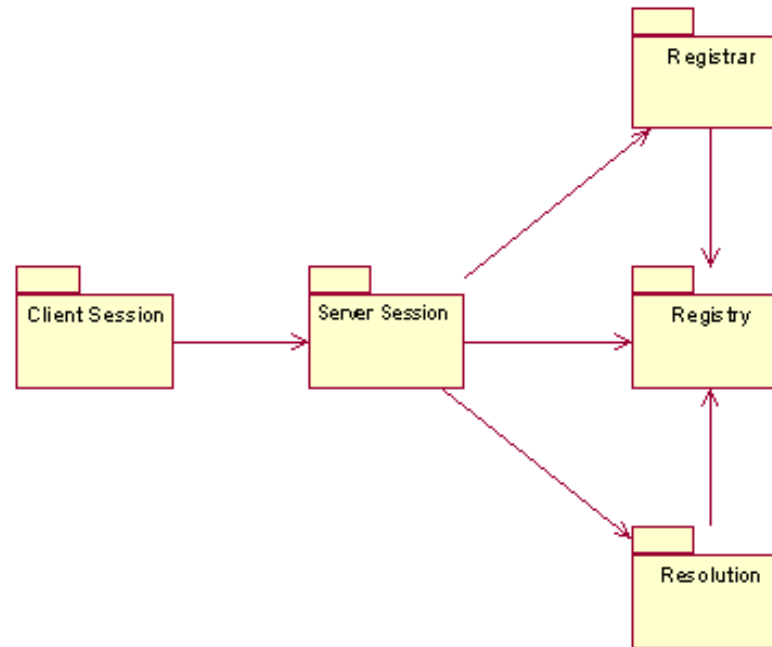 Registrar
Client Session
Server Session
Registry
Resolution